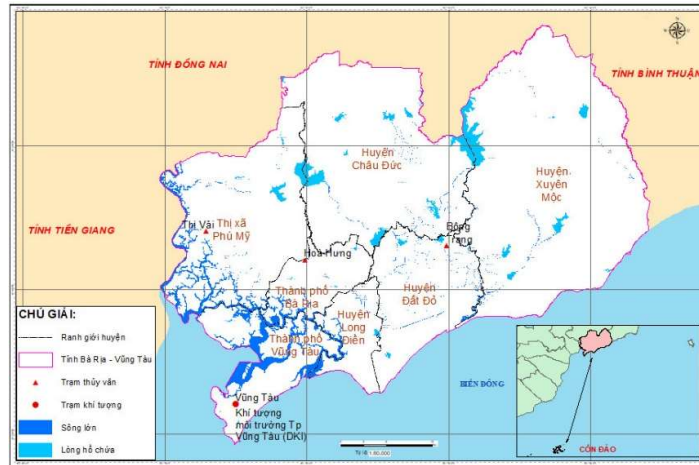 TỈNH ĐỒNG NAI
TỈNH BÌNH THUẬN
Huyện
Châu Đức
Huyện
Xuyên
Mộc
TỈNH TIỀN GIANG
Thị Vải
Thị xã
Phú Mỹ
Hoà Hưng
Bông
Trang
Thành phố
Bà Rịa
Huyện
Đất Đỏ
Huyện
Long
Điền
Thành phố
Vũng Tàu
CHÚ GIẢI:
Ranh giới huyện
Tỉnh Bà Rịa - Vũng Tàu
Trạm thủy văn
Trạm khí tượng
Sông lớn
Lòng hồ chứa
Vũng Tàu
Khí tượng
môi trường Tp
Vũng Tàu (DKI)
BIỂN ĐÔNG
CÔN ĐẢO